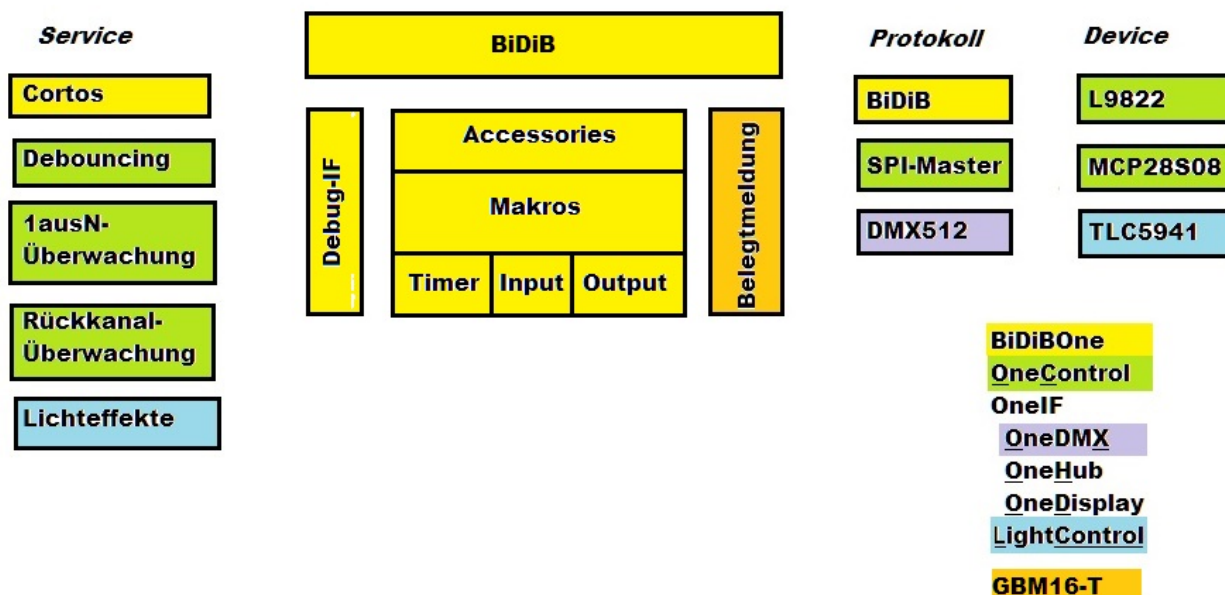 Service
Cortos
Debouncing
1ausN-
Überwachung
Rückkanal-
Überwachung
Lichteffekte
BiDiB
Debug-IF
Accessories
Makros
Timer
Input
Output
Belegtmeldung
Protokoll
BiDiB
SPI-Master
DMX512
Device
L9822
MCP28S08
TLC5941
BiDiBOne
OneControl
OneIF
OneDMX
OneHub
OneDisplay
LightControl
GBM16-T